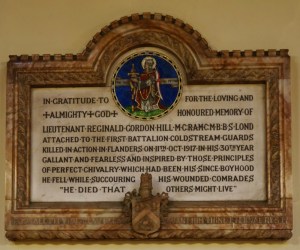 IN·GRATITUDE·TO FOR·THE·LOVING·AND
+ALMIGHTY+GOD+ HONOURED·MEMORY·OF
LIEUTENANT·REGINALD·GORDON·HILL·M·C·R·A·M·C·M·B·B·S·LOND
ATTACHED·TO·THE·FIRST·BATTALION·COLDSTREAM·GUARDS
KILLED·IN·ACTION·IN·FLANDERS·ON·11TH·OCT·1917·IN·HIS·30TH·YEAR
GALLANT·AND·FEARLESS·AND·INSPIRED·BY·THOSE·PRINCIPLES
OF·PERFECT·CHIVALRY·WHICH·HAD·BEEN·HIS·SINCE·BOYHOOD
HE·FELL·WHILE·SUCCOURING HIS·WOUNDED·COMRADES
"HE·DIED·THAT OTHERS·MIGHT·LIVE"